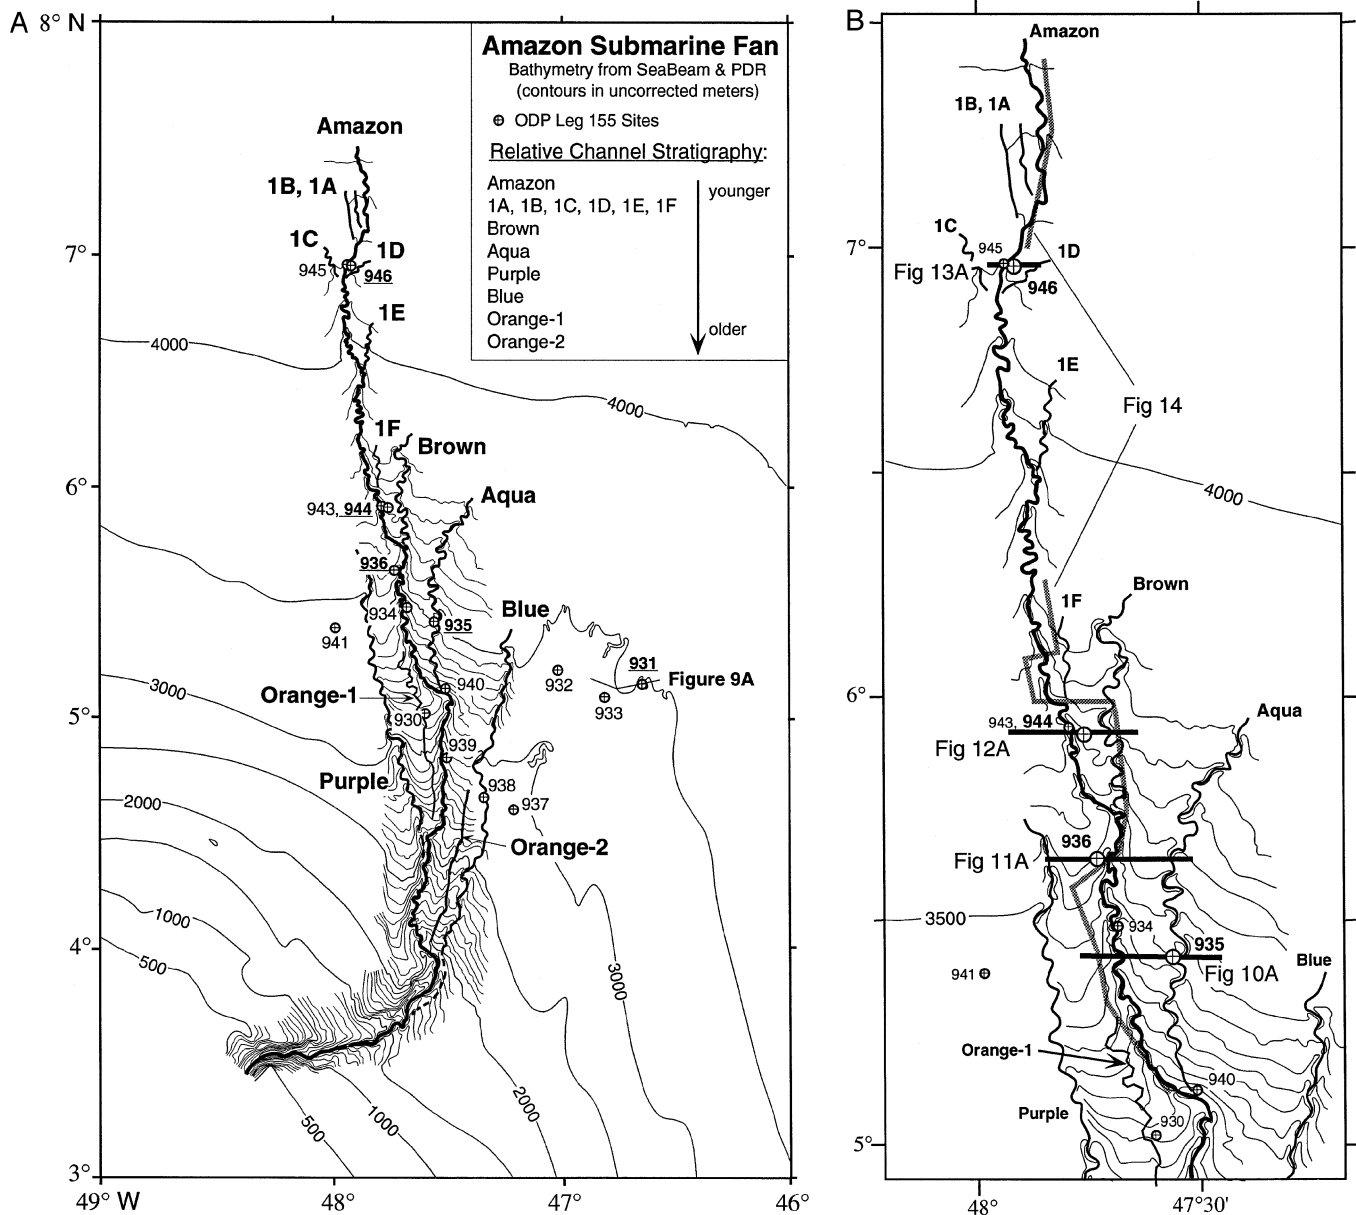 A 8° N
Amazon Submarine Fan
Bathymetry from SeaBeam & PDR
(contours in uncorrected meters)
ODP Leg 155 Sites
Relative Channel Stratigraphy:
Amazon
1A, 1B, 1C, 1D, 1E, 1F
Brown
Aqua
Purple
Blue
Orange-1
Orange-2
younger
older
Amazon
1B, 1A
1C
1D
7°
945
946
1E
4000
4000
1F
Brown
6°
Aqua
943, 944
936
934
935
941
Blue
931
932
Figure 9A
933
3000
Orange-1
940
5°
930
939
Purple
938
937
2000
Orange-2
1000
4°
500
3000
2000
1000
500
3°
49° W
48°
47°
46°
B
Amazon
1B, 1A
1C
945
1D
7°
Fig 13A
946
1E
Fig 14
4000
Brown
1F
6°
Aqua
943, 944
Fig 12A
936
Fig 11A
3500
934
935
941
Fig 10A
Blue
Orange-1
940
Purple
930
5°
48°
47°30'